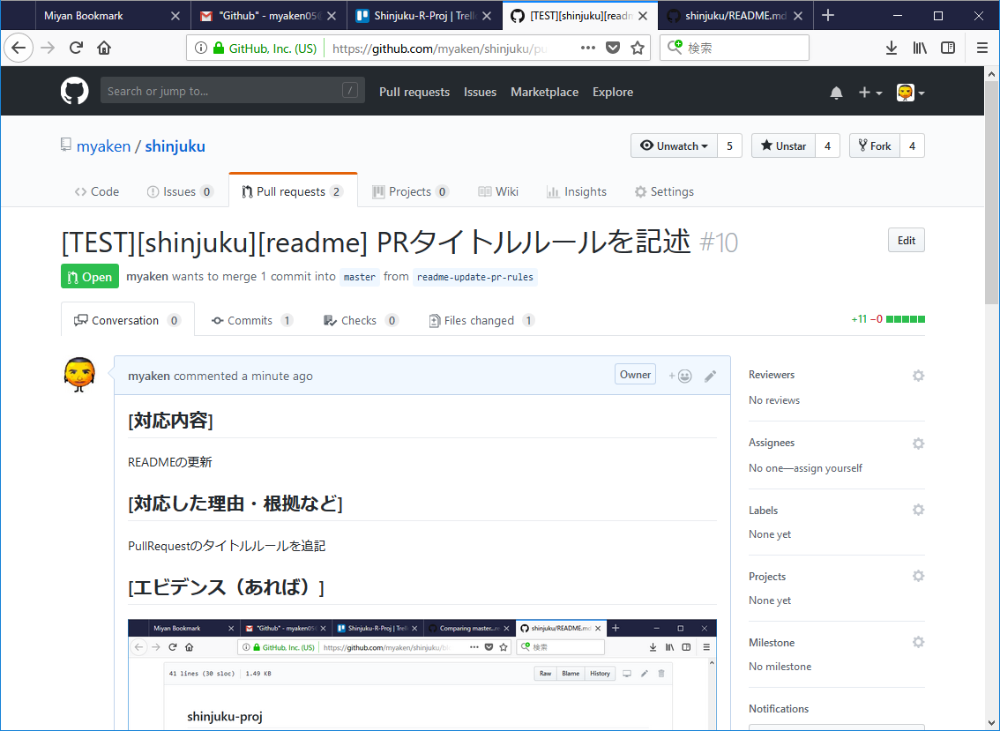 Miyan Bookmark
"Github" - myaken05@
Shinjuku-R-Proj | Trello
[TEST][shinjuku][readm
shinjuku/README.md
GitHub, Inc. (US)
https://github.com/myaken/shinjuku/pu
検索
Search or jump to...
/
Pull requests
Issues
Marketplace
Explore
myaken / shinjuku
Unwatch
5
Unstar
4
Fork
4
Code
Issues 0
Pull requests 2
Projects 0
Wiki
Insights
Settings
[TEST][shinjuku][readme] PRタイトルルールを記述 #10
Edit
Open
myaken wants to merge 1 commit into master from readme-update-pr-rules
Conversation 0
Commits 1
Checks 0
Files changed 1
+11 −0
myaken commented a minute ago
Owner
[対応内容]
READMEの更新
[対応した理由・根拠など]
PullRequestのタイトルルールを追記
[エビデンス（あれば）]
Miyan Bookmark
"Github" - myaken05@
Shinjuku-R-Proj | Trello
Comparing master...re
shinjuku/README.md
GitHub, Inc. (US)
https://github.com/myaken/shinjuku/bl
検索
41 lines (30 sloc)
1.49 KB
Raw
Blame
History
shinjuku-proj
Reviewers
No reviews
Assignees
No one—assign yourself
Labels
None yet
Projects
None yet
Milestone
No milestone
Notifications